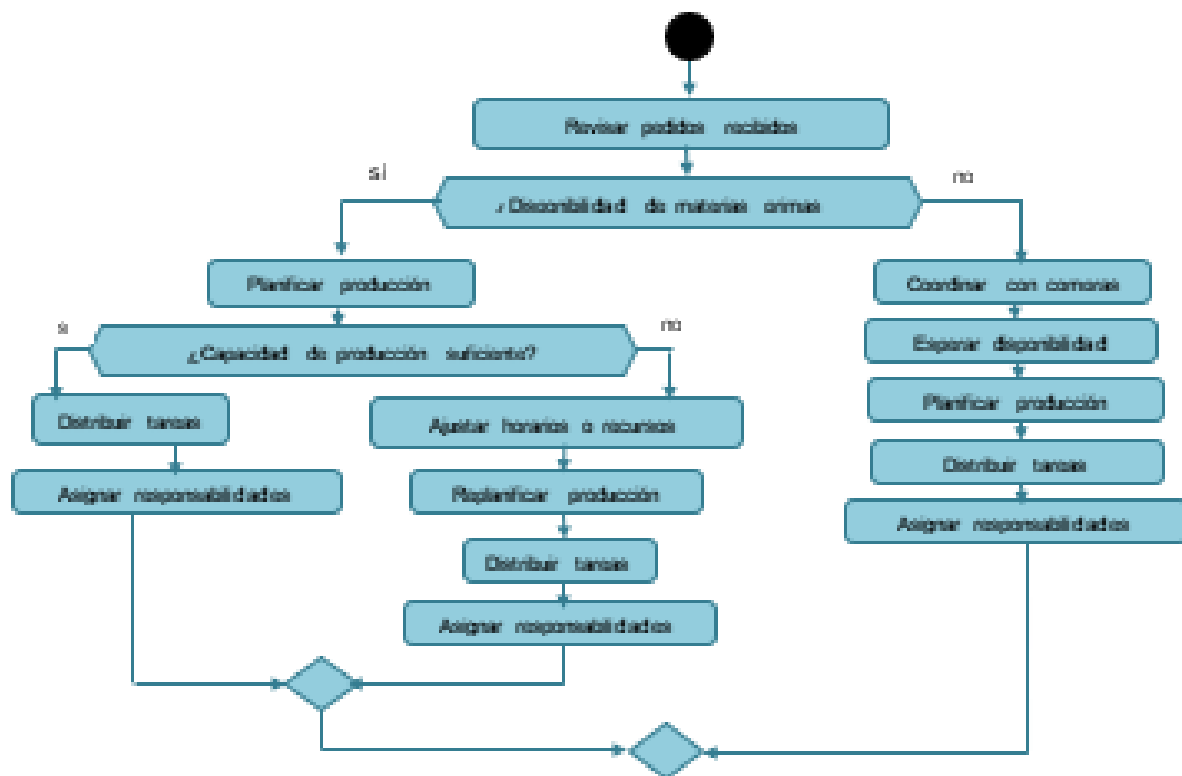 Revisar pedidos recibidos
si
no
¿Disponibilidad de materias primas
Planificar producción
Coordinar con compras
si
no
¿Capacidad de producción suficiente?
Esperar disponibilidad
Distribuir tareas
Ajustar horarios o recursos
Planificar producción
Asignar responsabilidades
Replanificar producción
Distribuir tareas
Asignar responsabilidades
Distribuir tareas
Asignar responsabilidades